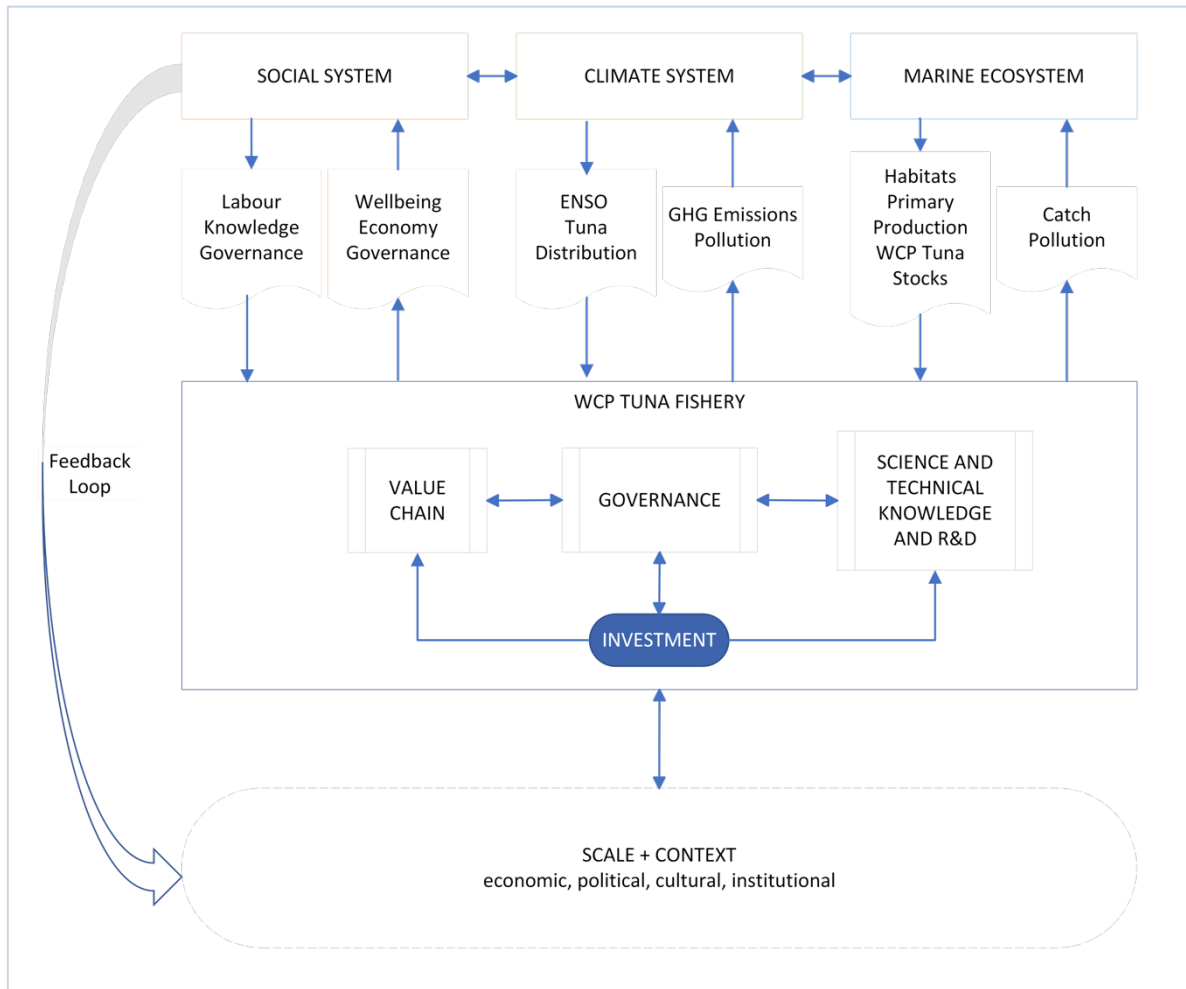 SOCIAL SYSTEM
CLIMATE SYSTEM
MARINE ECOSYSTEM
Labour
Knowledge
Governance
Wellbeing
Economy
Governance
ENSO
Tuna
Distribution
GHG Emissions
Pollution
Habitats
Primary
Production
WCP Tuna
Stocks
Catch
Pollution
WCP TUNA FISHERY
Feedback
Loop
VALUE
CHAIN
GOVERNANCE
SCIENCE AND
TECHNICAL
KNOWLEDGE
AND R&D
INVESTMENT
SCALE + CONTEXT
economic, political, cultural, institutional